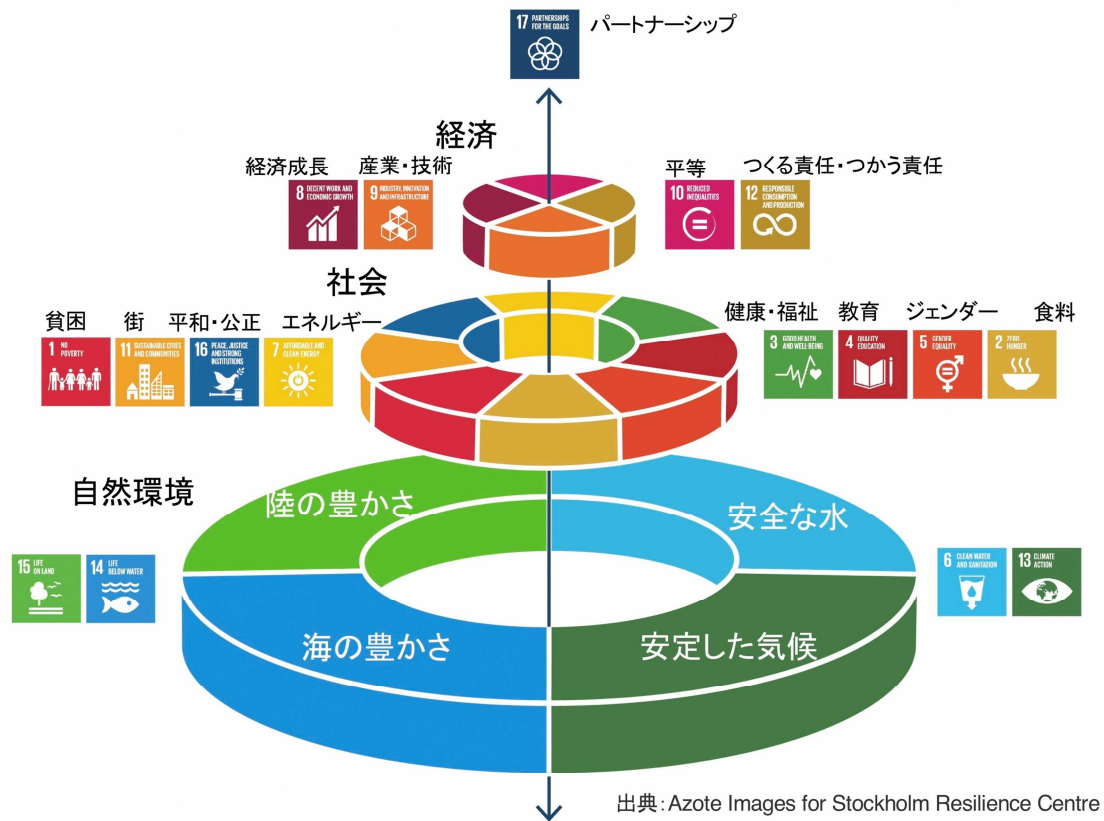 17 PARTNERSHIPS
FOR THE GOALS
パートナーシップ
経済
経済成長
産業・技術
平等
つくる責任・つかう責任
8 DECENT WORK AND
ECONOMIC GROWTH
9 INDUSTRY, INNOVATION
AND INFRASTRUCTURE
10 REDUCED
INEQUALITIES
12 RESPONSIBLE
CONSUMPTION
AND PRODUCTION
社会
貧困
街
平和・公正
エネルギー
健康・福祉
教育
ジェンダー
食料
1 NO
POVERTY
11 SUSTAINABLE CITIES
AND COMMUNITIES
16 PEACE, JUSTICE
AND STRONG
INSTITUTIONS
7 AFFORDABLE AND
CLEAN ENERGY
3 GOOD HEALTH
AND WELL-BEING
4 QUALITY
EDUCATION
5 GENDER
EQUALITY
2 ZERO
HUNGER
自然環境
陸の豊かさ
安全な水
15 LIFE
ON LAND
14 LIFE
BELOW WATER
6 CLEAN WATER
AND SANITATION
13 CLIMATE
ACTION
海の豊かさ
安定した気候
出典：Azote Images for Stockholm Resilience Centre